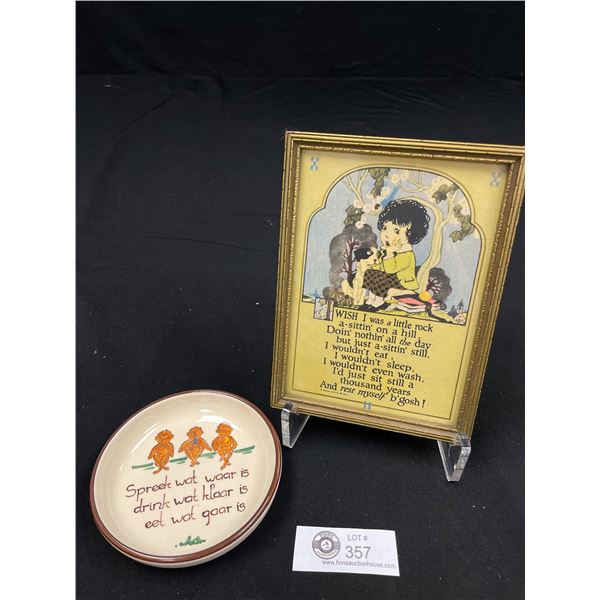 I WISH I was a little rock
a-sittin' on a hill,
Doin' nothin' all the day
but just a-sittin' still.
I wouldn't eat,
I wouldn't sleep,
I wouldn't even wash.
I'd just sit still a
thousand years
And rest myself b'gosh!
Spreek wat waar is
drink wat klaar is
eet wat gaar is
LOT #
357
www.finnsauctionhouse.com